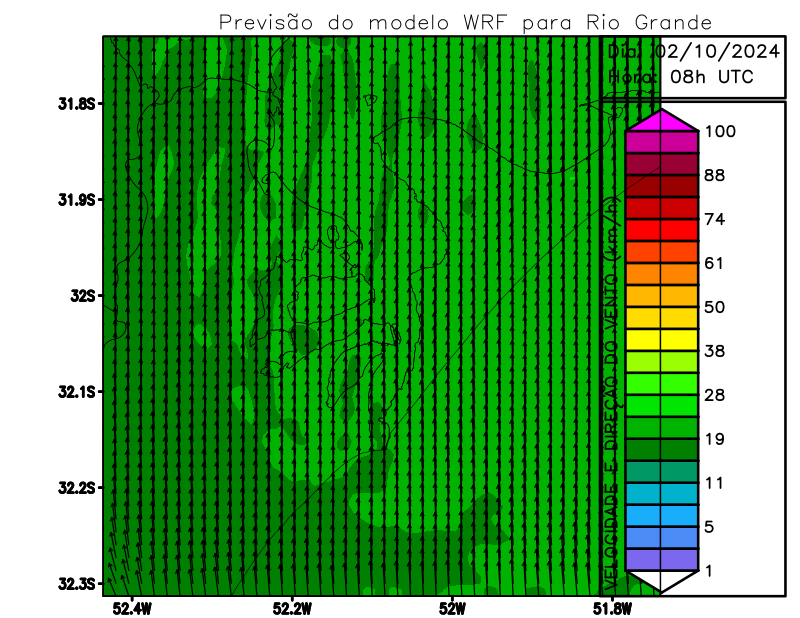 Previsão do modelo WRF para Rio Grande
Dia: 02/10/2024
Hora: 08h UTC
31.8S
31.9S
32S
32.1S
32.2S
32.3S
52.4W
52.2W
52W
51.8W
VELOCIDADE E DIREÇÃO DO VENTO (km/h)
100
88
74
61
50
38
28
19
11
5
1